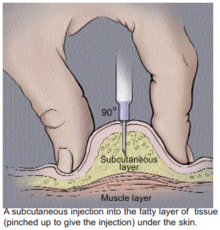 90°
Subcutaneous
layer
Muscle layer
A subcutaneous injection into the fatty layer of tissue
(pinched up to give the injection) under the skin.